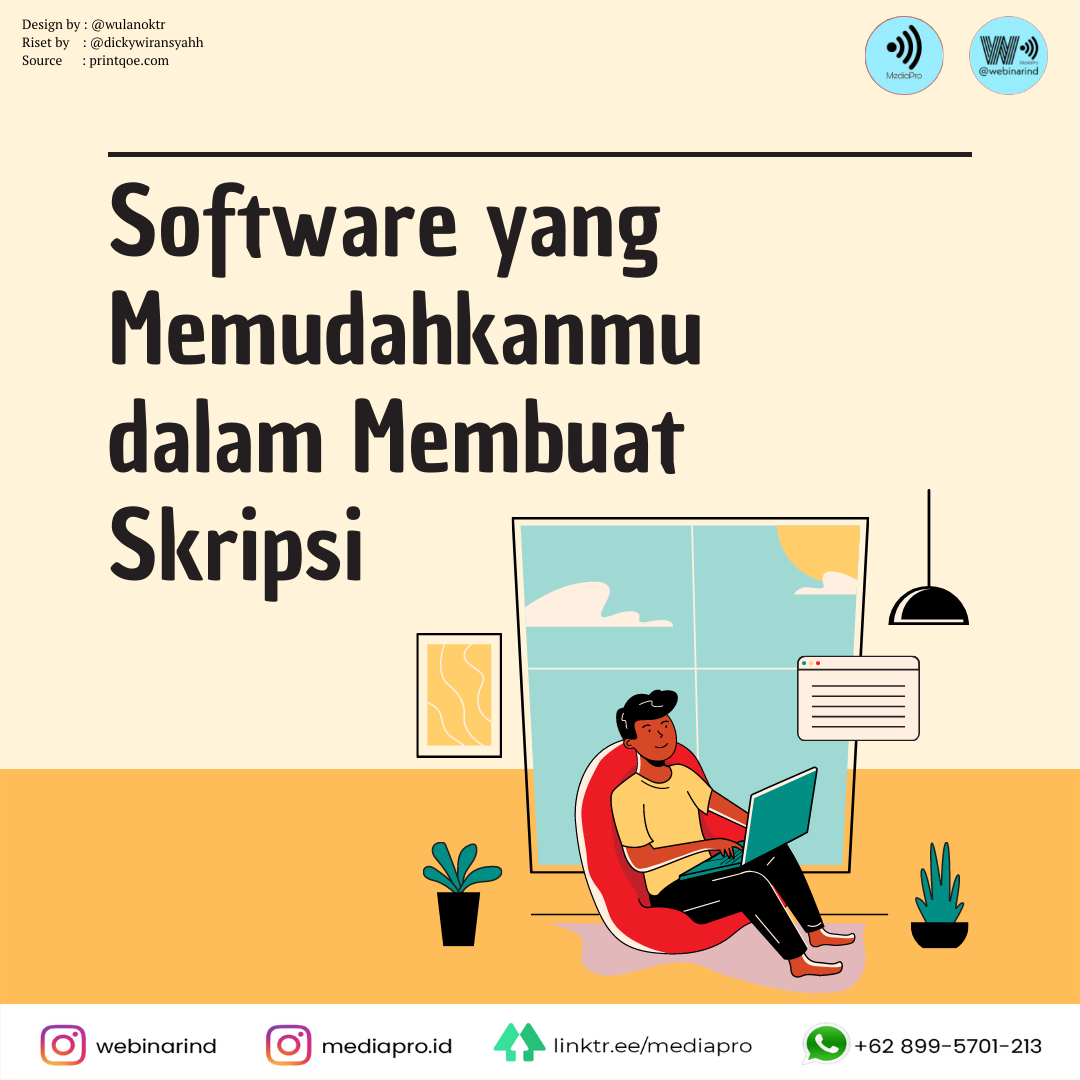 Design by : @wulanoktr
Riset by : @dickywiransyahh
Source : printqoe.com
MediaPro
@webinarind
Software yang
Memudahkanmu
dalam Membuat
Skripsi
webinarind
mediapro.id
linktr.ee/mediapro
+62 899-5701-213